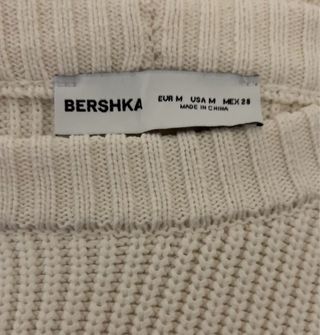 BERSHKA
EUR M USA M MEX 28
MADE IN CHINA